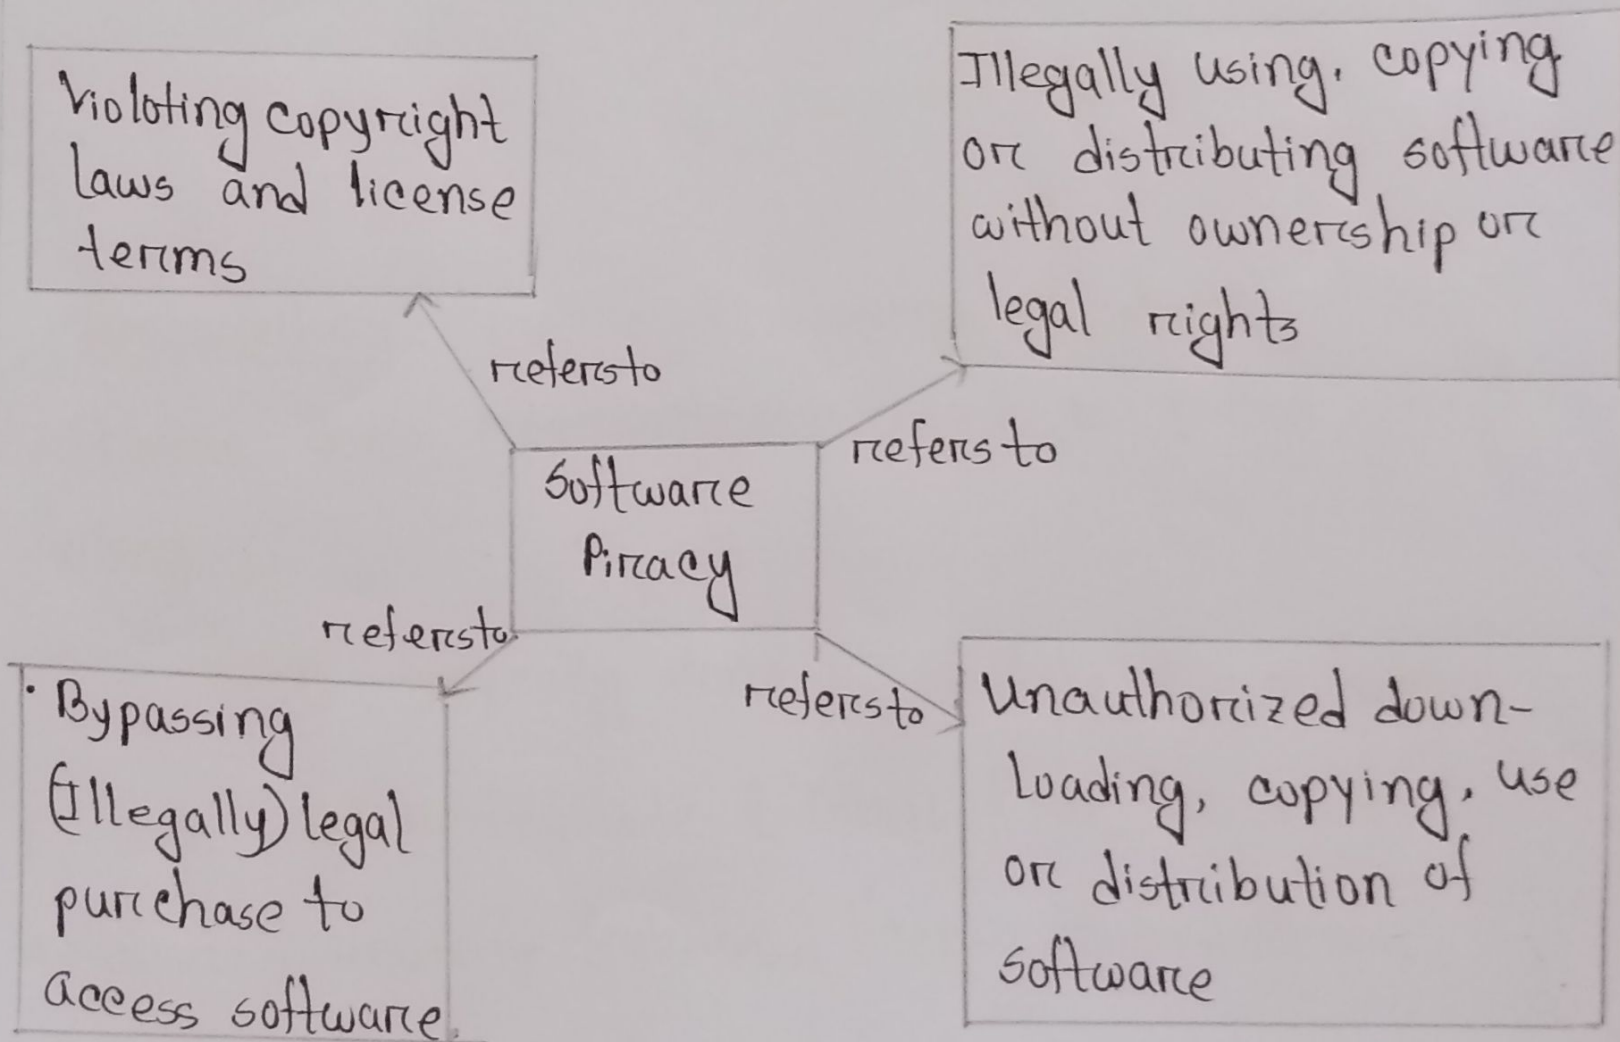 Violating copyright
laws and license
terms
Illegally using, copying
or distributing software
without ownership or
legal rights
refersto
refers to
Software
Piracy
refersto
refersto
Bypassing
(Illegally) legal
purchase to
access software.
Unauthorized down-
loading, copying, use
or distribution of
software